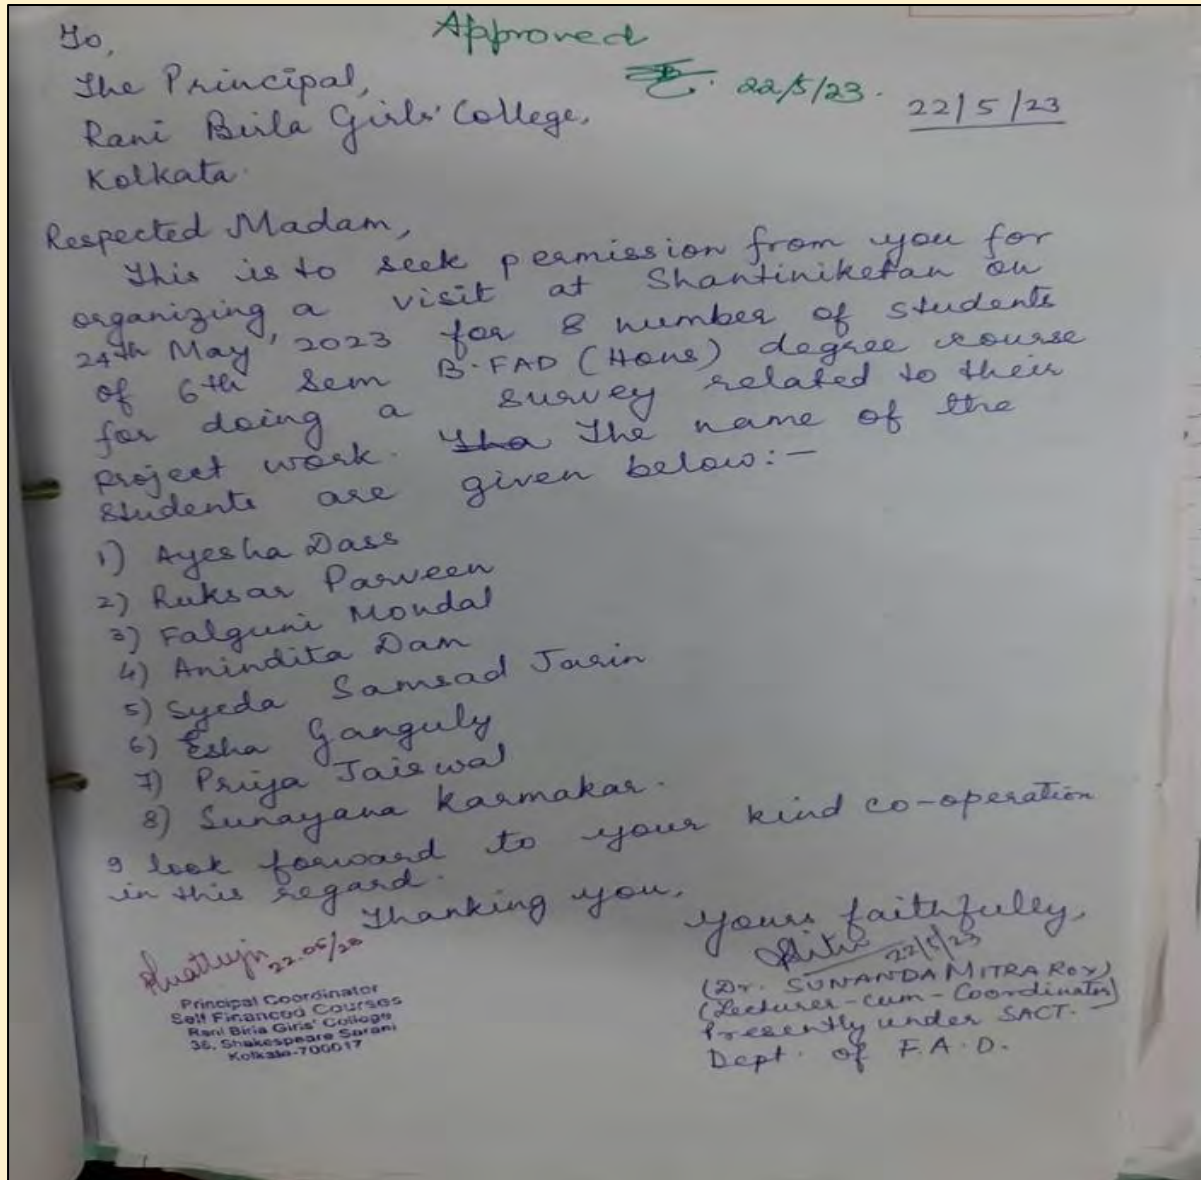 Approved
22/5/23.
22/5/23
To,
The Principal,
Rani Birla Girls' College,
Kolkata.
Respected Madam,
This is to seek permission from you for
organizing a visit at Shantiniketan on
24th May, 2023 for 8 number of students
of 6th Sem B.FAD (Hons) degree course
for doing a survey related to their
project work. Tha The name of the
students are given below:-
1) Ayesha Dass
2) Ruksar Parveen
3) Falguni Mondal
4) Anindita Dam
5) Syeda Samsad Jasin
6) Esha Ganguly
7) Priya Jaiswal
8) Sunayana Karmakar.
I look forward to your kind co-operation
in this regard.
Thanking you,
Yours faithfully,
22/5/23
(Dr. SUNANDA MITRA ROY)
(Lecturer-cum-Coordinator)
Presently under SACT.-
Dept. of F.A.D.
Principal Coordinator
Self Financed Courses
Rani Birla Girls' College
38, Shakespeare Sarani
Kolkata-700017